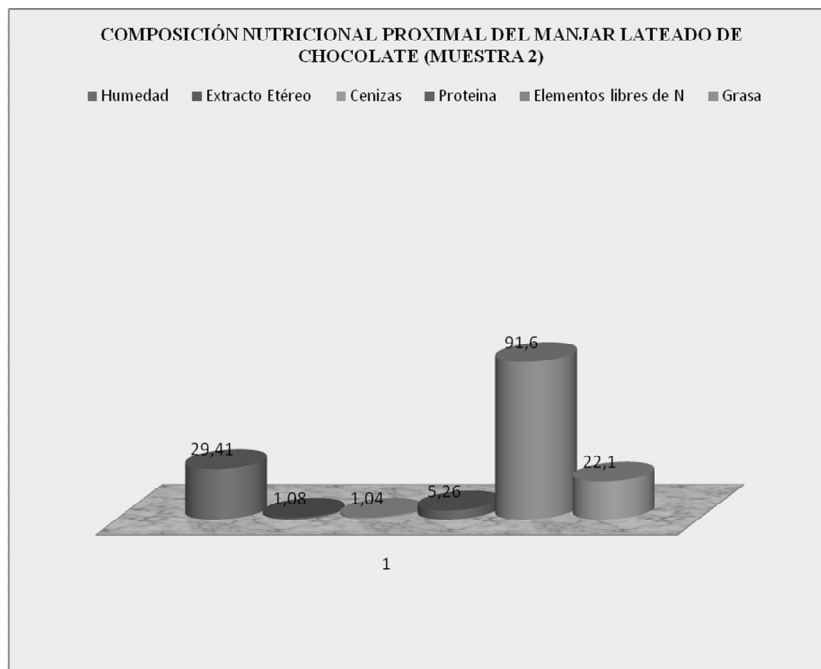 COMPOSICIÓN NUTRICIONAL PROXIMAL DEL MANJAR LATEADO DE
CHOCOLATE (MUESTRA 2)
Humedad Extracto Etéreo Cenizas Proteina Elementos libres de N Grasa
91,6
29,41
22,1
1,08
1,04
5,26
1